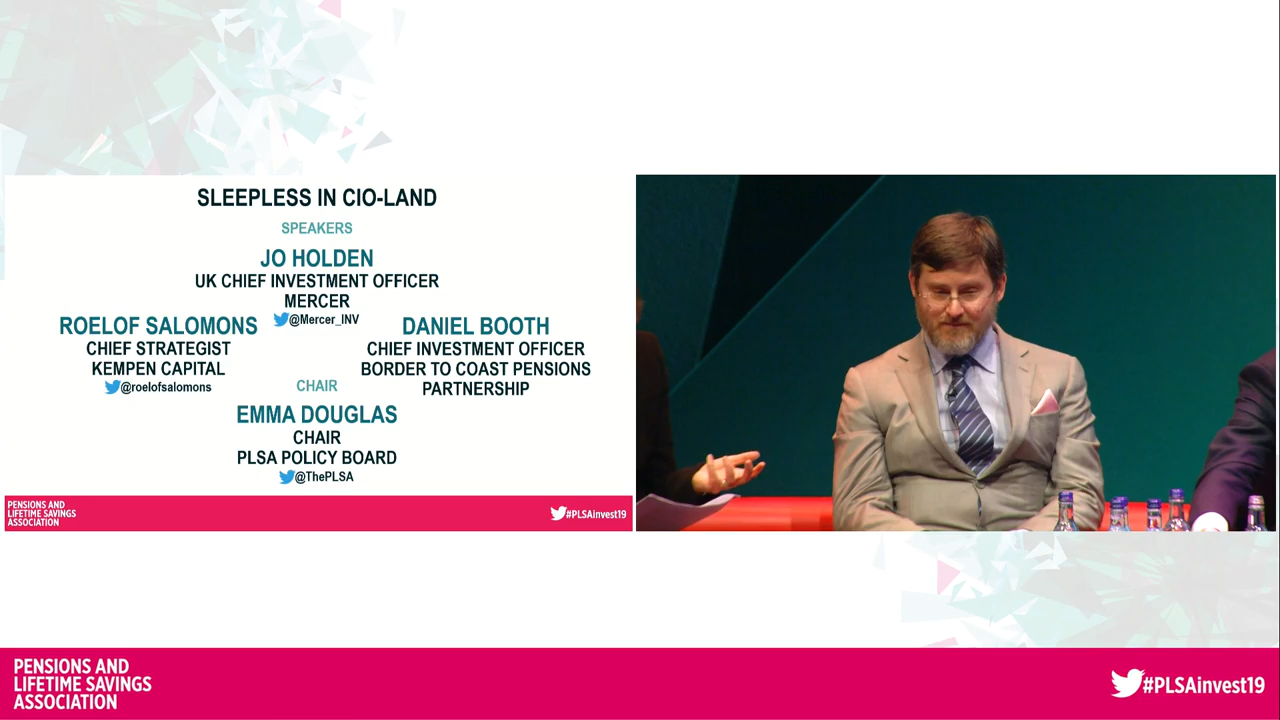 SLEEPLESS IN CIO-LAND
SPEAKERS
JO HOLDEN
UK CHIEF INVESTMENT OFFICER
MERCER
@Mercer_INV
ROELOF SALOMONS
CHIEF STRATEGIST
KEMPEN CAPITAL
@roelofsalomons
DANIEL BOOTH
CHIEF INVESTMENT OFFICER
BORDER TO COAST PENSIONS
PARTNERSHIP
CHAIR
EMMA DOUGLAS
CHAIR
PLSA POLICY BOARD
@ThePLSA
PENSIONS AND
LIFETIME SAVINGS
ASSOCIATION
#PLSAinvest19
PENSIONS AND
LIFETIME SAVINGS
ASSOCIATION
#PLSAinvest19